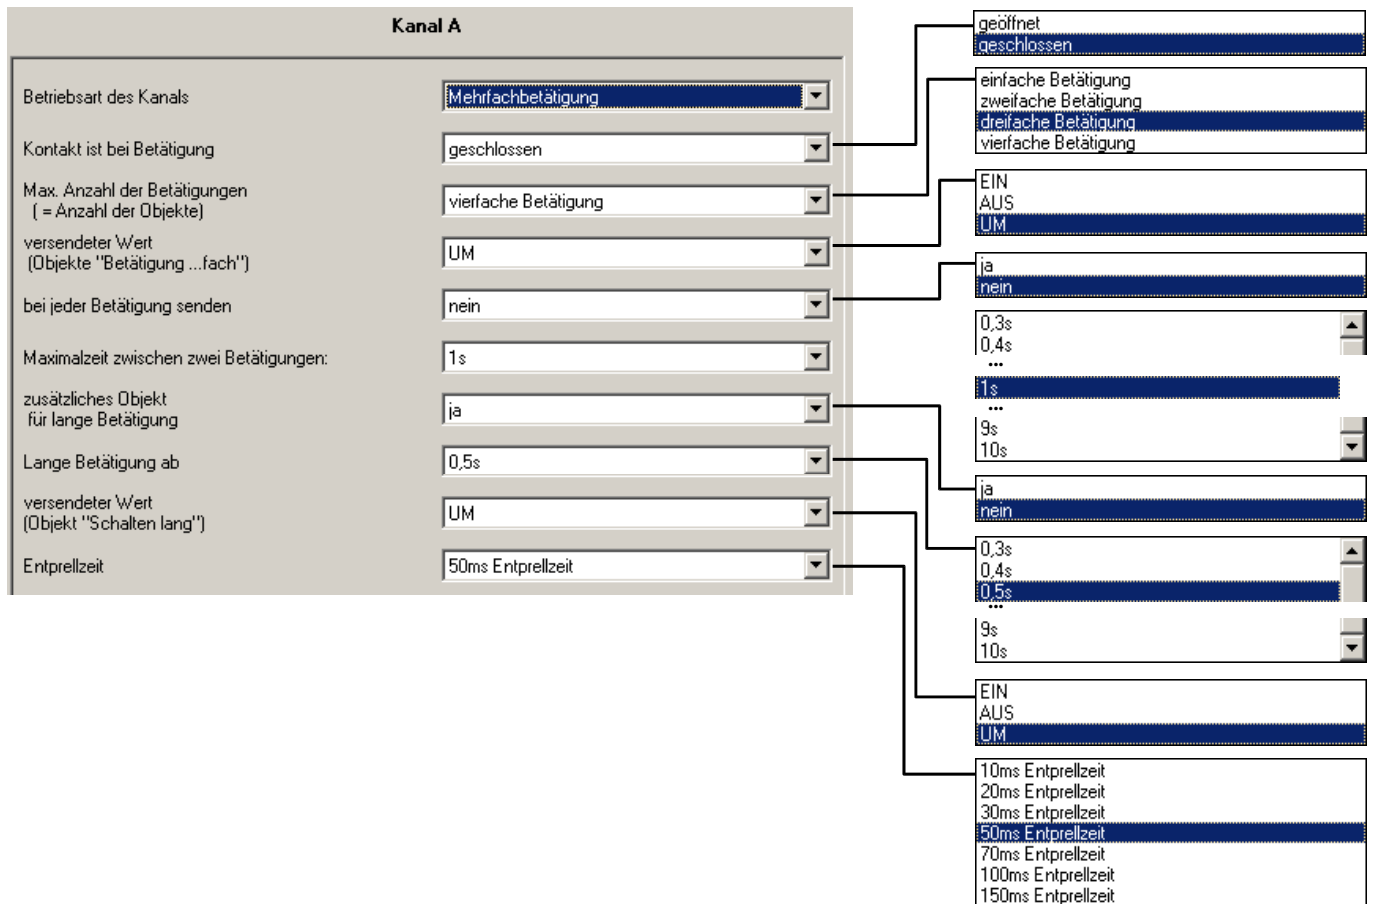 Kanal A
Betriebsart des Kanals
Mehrfachbetätigung
Kontakt ist bei Betätigung
geschlossen
Max. Anzahl der Betätigungen
( = Anzahl der Objekte)
vierfache Betätigung
versendeter Wert
(Objekte "Betätigung ...fach")
UM
bei jeder Betätigung senden
nein
Maximalzeit zwischen zwei Betätigungen:
1s
zusätzliches Objekt
für lange Betätigung
ja
Lange Betätigung ab
0,5s
versendeter Wert
(Objekt "Schalten lang")
UM
Entprellzeit
50ms Entprellzeit
geöffnet
geschlossen
einfache Betätigung
zweifache Betätigung
dreifache Betätigung
vierfache Betätigung
EIN
AUS
UM
ja
nein
0,3s
0,4s
...
1s
...
9s
10s
ja
nein
0,3s
0,4s
0,5s
...
9s
10s
EIN
AUS
UM
10ms Entprellzeit
20ms Entprellzeit
30ms Entprellzeit
50ms Entprellzeit
70ms Entprellzeit
100ms Entprellzeit
150ms Entprellzeit